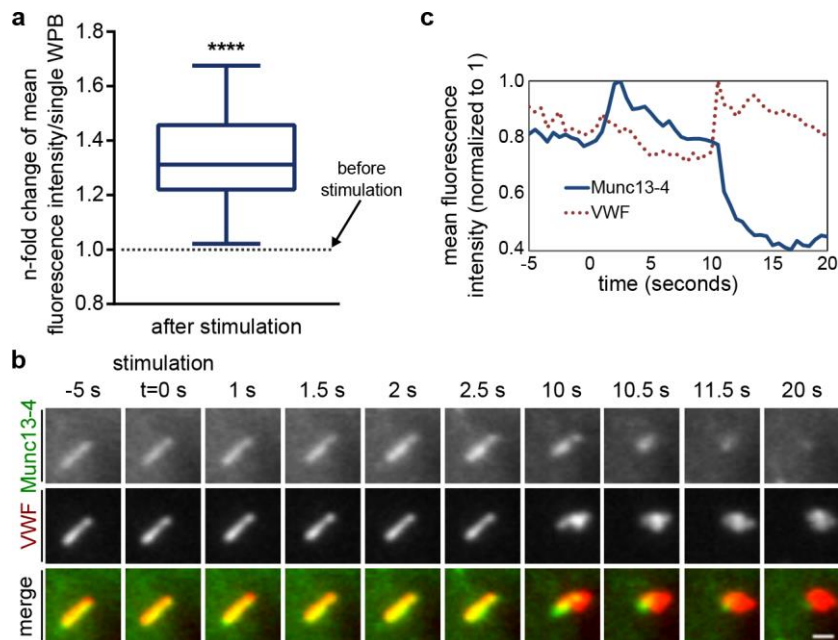 a
n-fold change of mean
fluorescence intensity/single WPB
1.8
1.6
1.4
1.2
1.0
0.8
****
before
stimulation
after stimulation
c
mean fluorescence
intensity (normalized to 1)
1.0
0.8
0.6
0.4
Munc13-4
VWF
-5 0 5 10 15 20
time (seconds)
b
stimulation
-5 s t=0 s 1 s 1.5 s 2 s 2.5 s 10 s 10.5 s 11.5 s 20 s
Munc13-4
VWF
merge